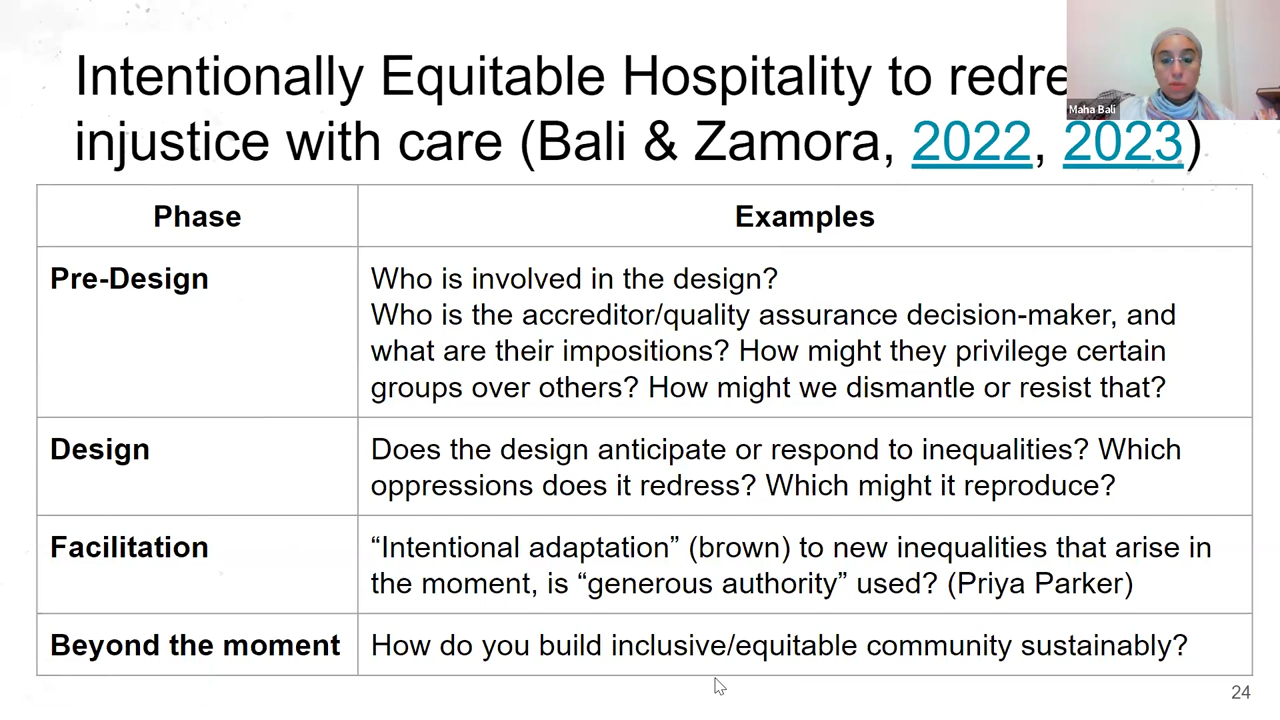 Intentionally Equitable Hospitality to redre
Maha Bali
injustice with care (Bali & Zamora, 2022, 2023)
Phase
Examples
Pre-Design
Who is involved in the design?
Who is the accreditor/quality assurance decision-maker, and
what are their impositions? How might they privilege certain
groups over others? How might we dismantle or resist that?
Design
Does the design anticipate or respond to inequalities? Which
oppressions does it redress? Which might it reproduce?
Facilitation
“Intentional adaptation” (brown) to new inequalities that arise in
the moment, is “generous authority” used? (Priya Parker)
Beyond the moment
How do you build inclusive/equitable community sustainably?
24